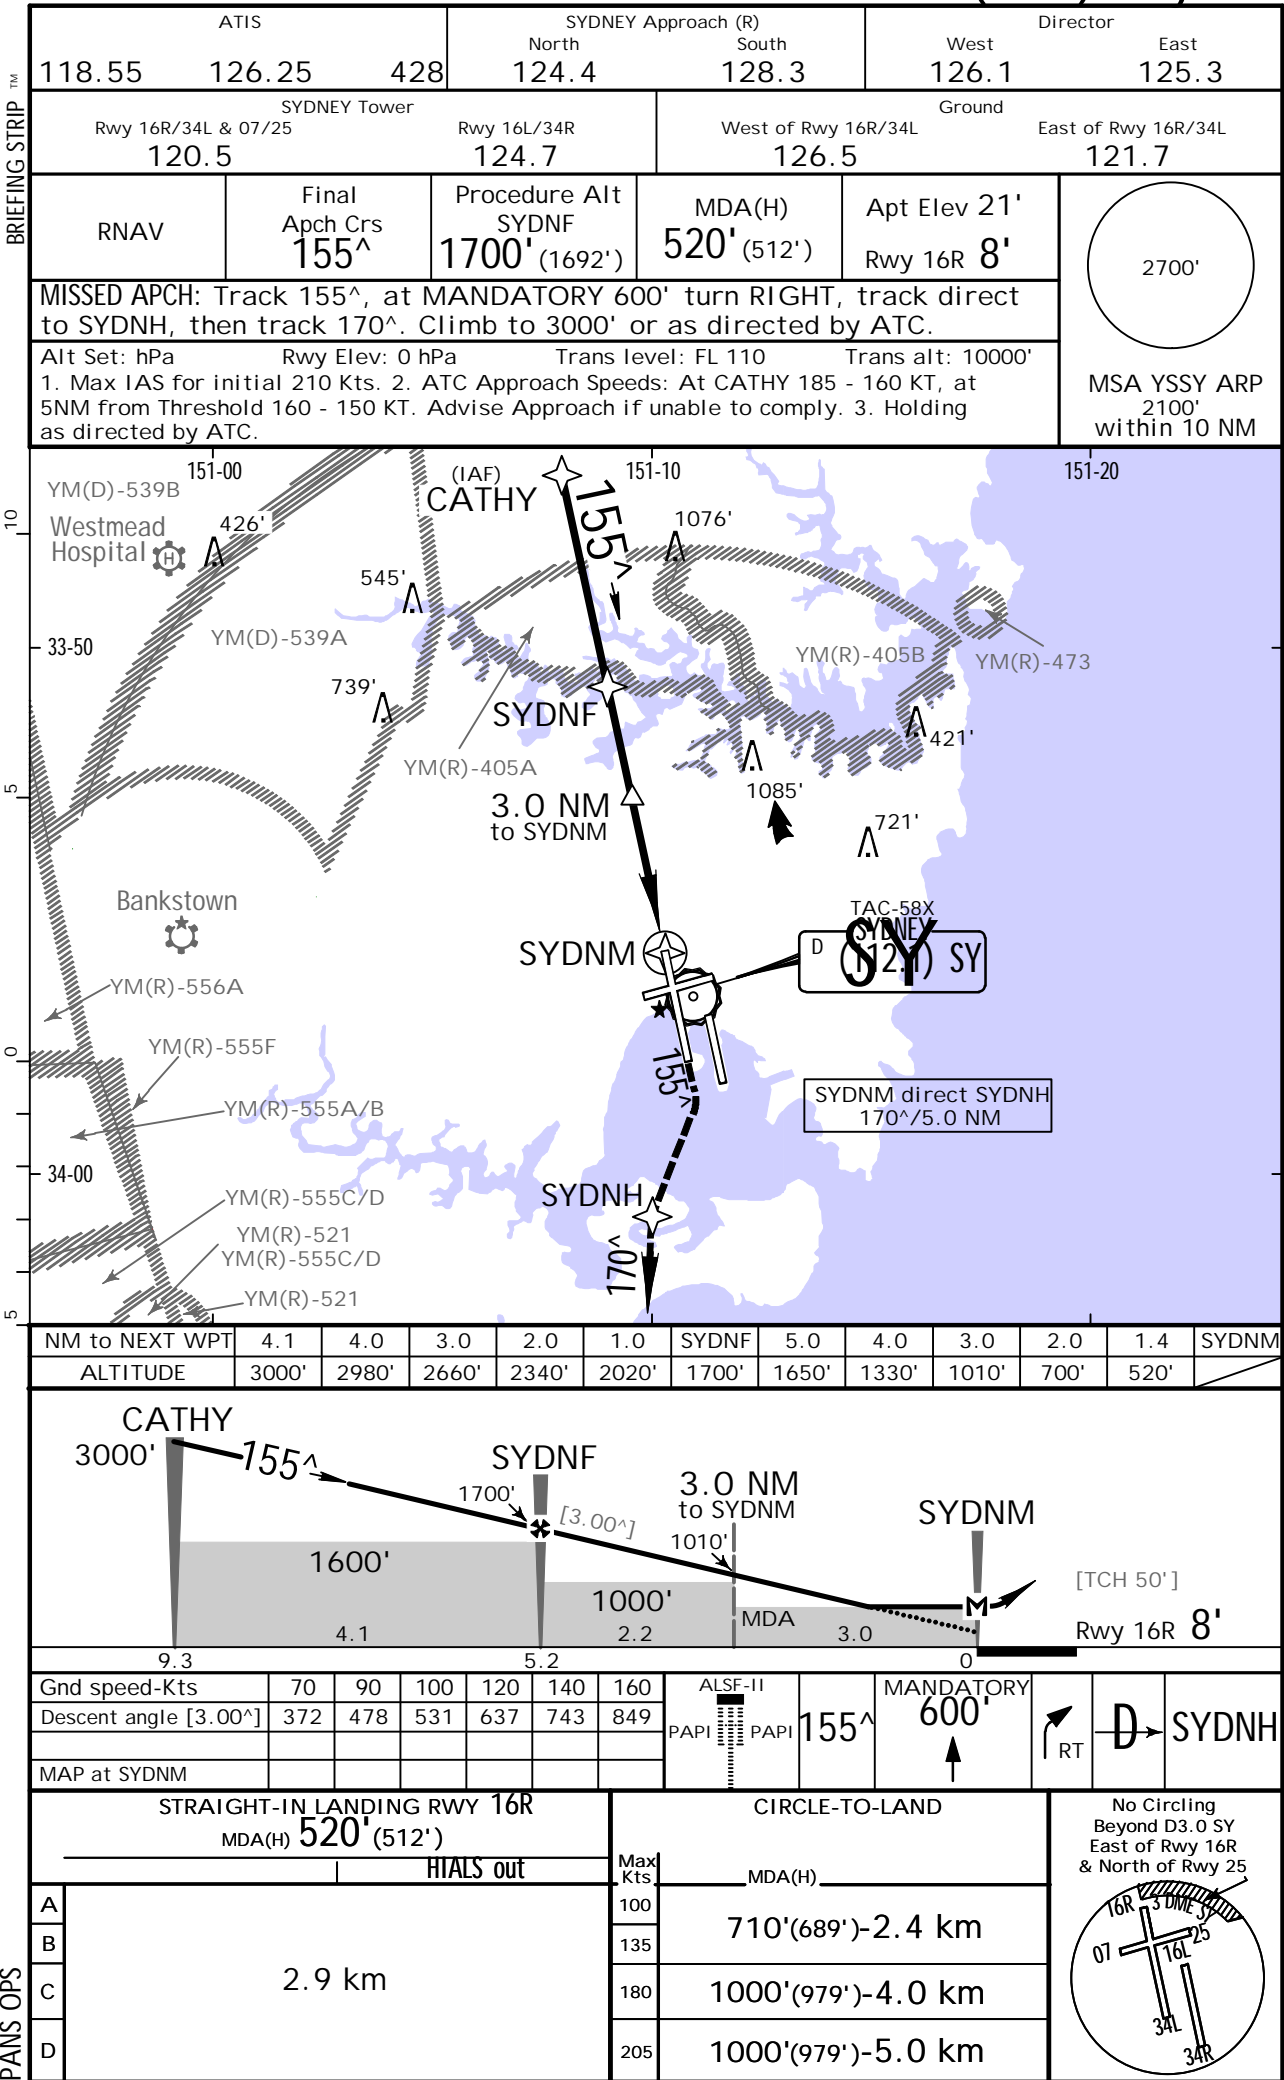 BRIEFING STRIP ™
ATIS
118.55 126.25 428
SYDNEY Approach (R)
North South
124.4 128.3
Director
West East
126.1 125.3
SYDNEY Tower
Rwy 16R/34L & 07/25 Rwy 16L/34R
120.5 124.7
Ground
West of Rwy 16R/34L East of Rwy 16R/34L
126.5 121.7
RNAV
Final
Apch Crs
155^
Procedure Alt
SYDNF
1700' (1692')
MDA(H)
520' (512')
Apt Elev 21'
Rwy 16R 8'
2700'
MSA YSSY ARP
2100'
within 10 NM
MISSED APCH: Track 155^, at MANDATORY 600' turn RIGHT, track direct
to SYDNH, then track 170^. Climb to 3000' or as directed by ATC.
Alt Set: hPa Rwy Elev: 0 hPa Trans level: FL 110 Trans alt: 10000'
1. Max IAS for initial 210 Kts. 2. ATC Approach Speeds: At CATHY 185 - 160 KT, at
5NM from Threshold 160 - 150 KT. Advise Approach if unable to comply. 3. Holding
as directed by ATC.
151-00 151-10 151-20
(IAF)
CATHY
155^
YM(D)-539B
Westmead
Hospital
H
426'
1076'
10
545'
YM(D)-539A
33-50
YM(R)-405B
YM(R)-473
739'
SYDNF
421'
YM(R)-405A
1085'
5
3.0 NM
to SYDNM
721'
Bankstown
TAC-58X
SYDNEY
D (112.1) SY
SY
SYDNM
YM(R)-556A
0
YM(R)-555F
155^
YM(R)-555A/B
SYDNM direct SYDNH
170^/5.0 NM
34-00
YM(R)-555C/D
SYDNH
YM(R)-521
YM(R)-555C/D
170^
YM(R)-521
5
NM to NEXT WPT 4.1 4.0 3.0 2.0 1.0 SYDNF 5.0 4.0 3.0 2.0 1.4 SYDNM
ALTITUDE 3000' 2980' 2660' 2340' 2020' 1700' 1650' 1330' 1010' 700' 520'
CATHY
3000'
155^
SYDNF
1700'
[3.00^]
3.0 NM
to SYDNM
1010'
SYDNM
M
[TCH 50']
Rwy 16R 8'
1600'
1000'
MDA
4.1 2.2 3.0
9.3 5.2 0
Gnd speed-Kts 70 90 100 120 140 160
Descent angle [3.00^] 372 478 531 637 743 849
MAP at SYDNM
ALSF-II
PAPI PAPI
155^
MANDATORY
600'
RT
D
SYDNH
STRAIGHT-IN LANDING RWY 16R
MDA(H) 520' (512')
HIALS out
A
B
C
D
2.9 km
CIRCLE-TO-LAND
Max
Kts
MDA(H)
100
135
710'(689')-2.4 km
180 1000'(979')-4.0 km
205 1000'(979')-5.0 km
No Circling
Beyond D3.0 SY
East of Rwy 16R
& North of Rwy 25
16R
3 DME SY
07
25
16L
34L
34R
PANS OPS